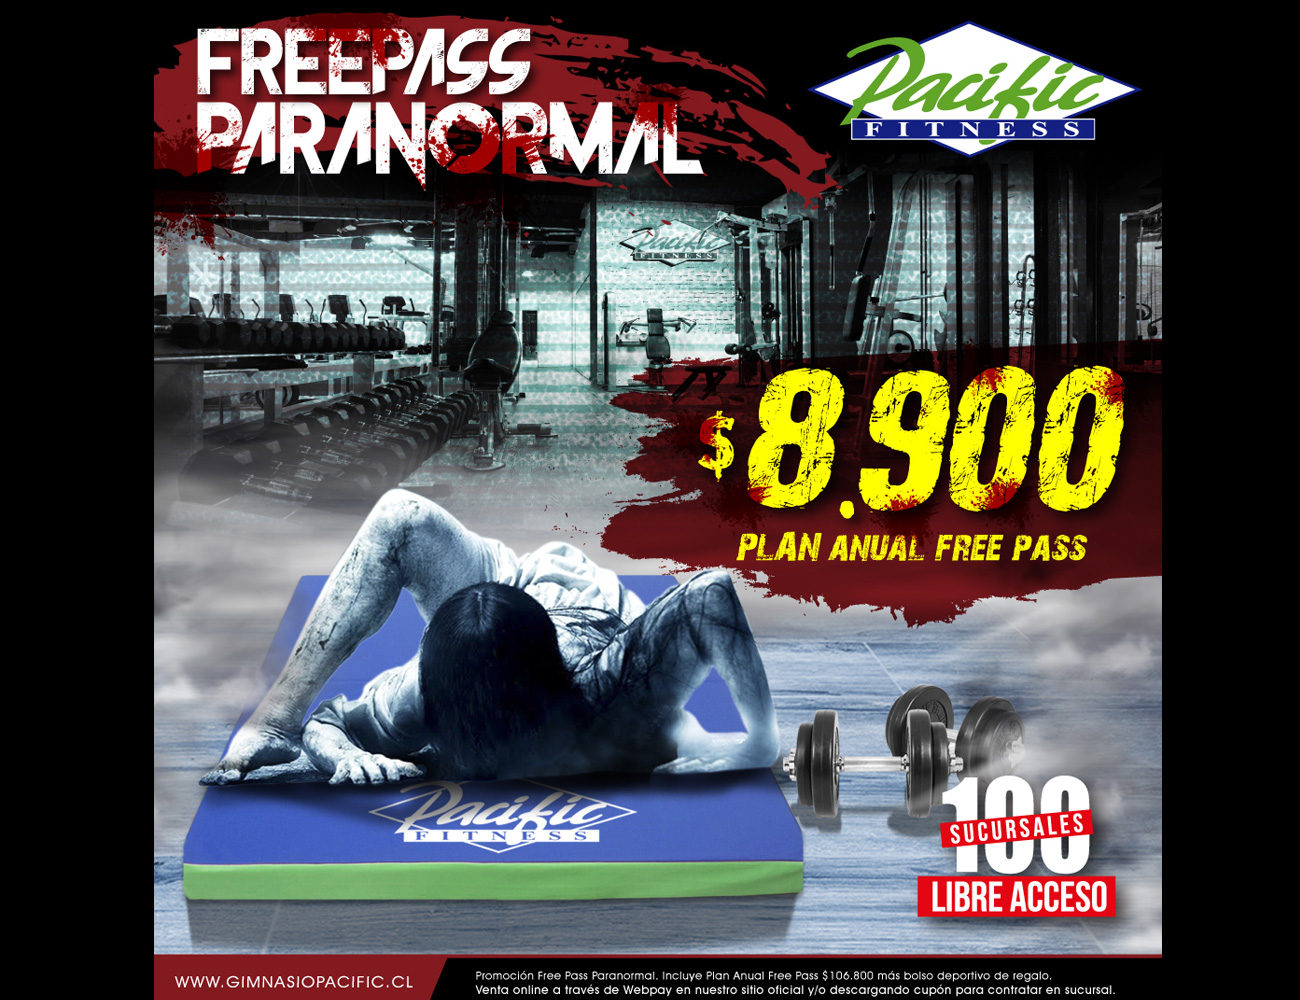 FREEPASS
PARANORMAL
Pacific
FITNESS
Pacific
FITNESS
$8.900
PLAN ANUAL FREE PASS
Pacific
FITNESS
100
SUCURSALES
LIBRE ACCESO
WWW.GIMNASIOPACIFIC.CL
Promoción Free Pass Paranormal. Incluye Plan Anual Free Pass $106.800 más bolso deportivo de regalo.
Venta online a través de Webpay en nuestro sitio oficial y/o descargando cupón para contratar en sucursal.